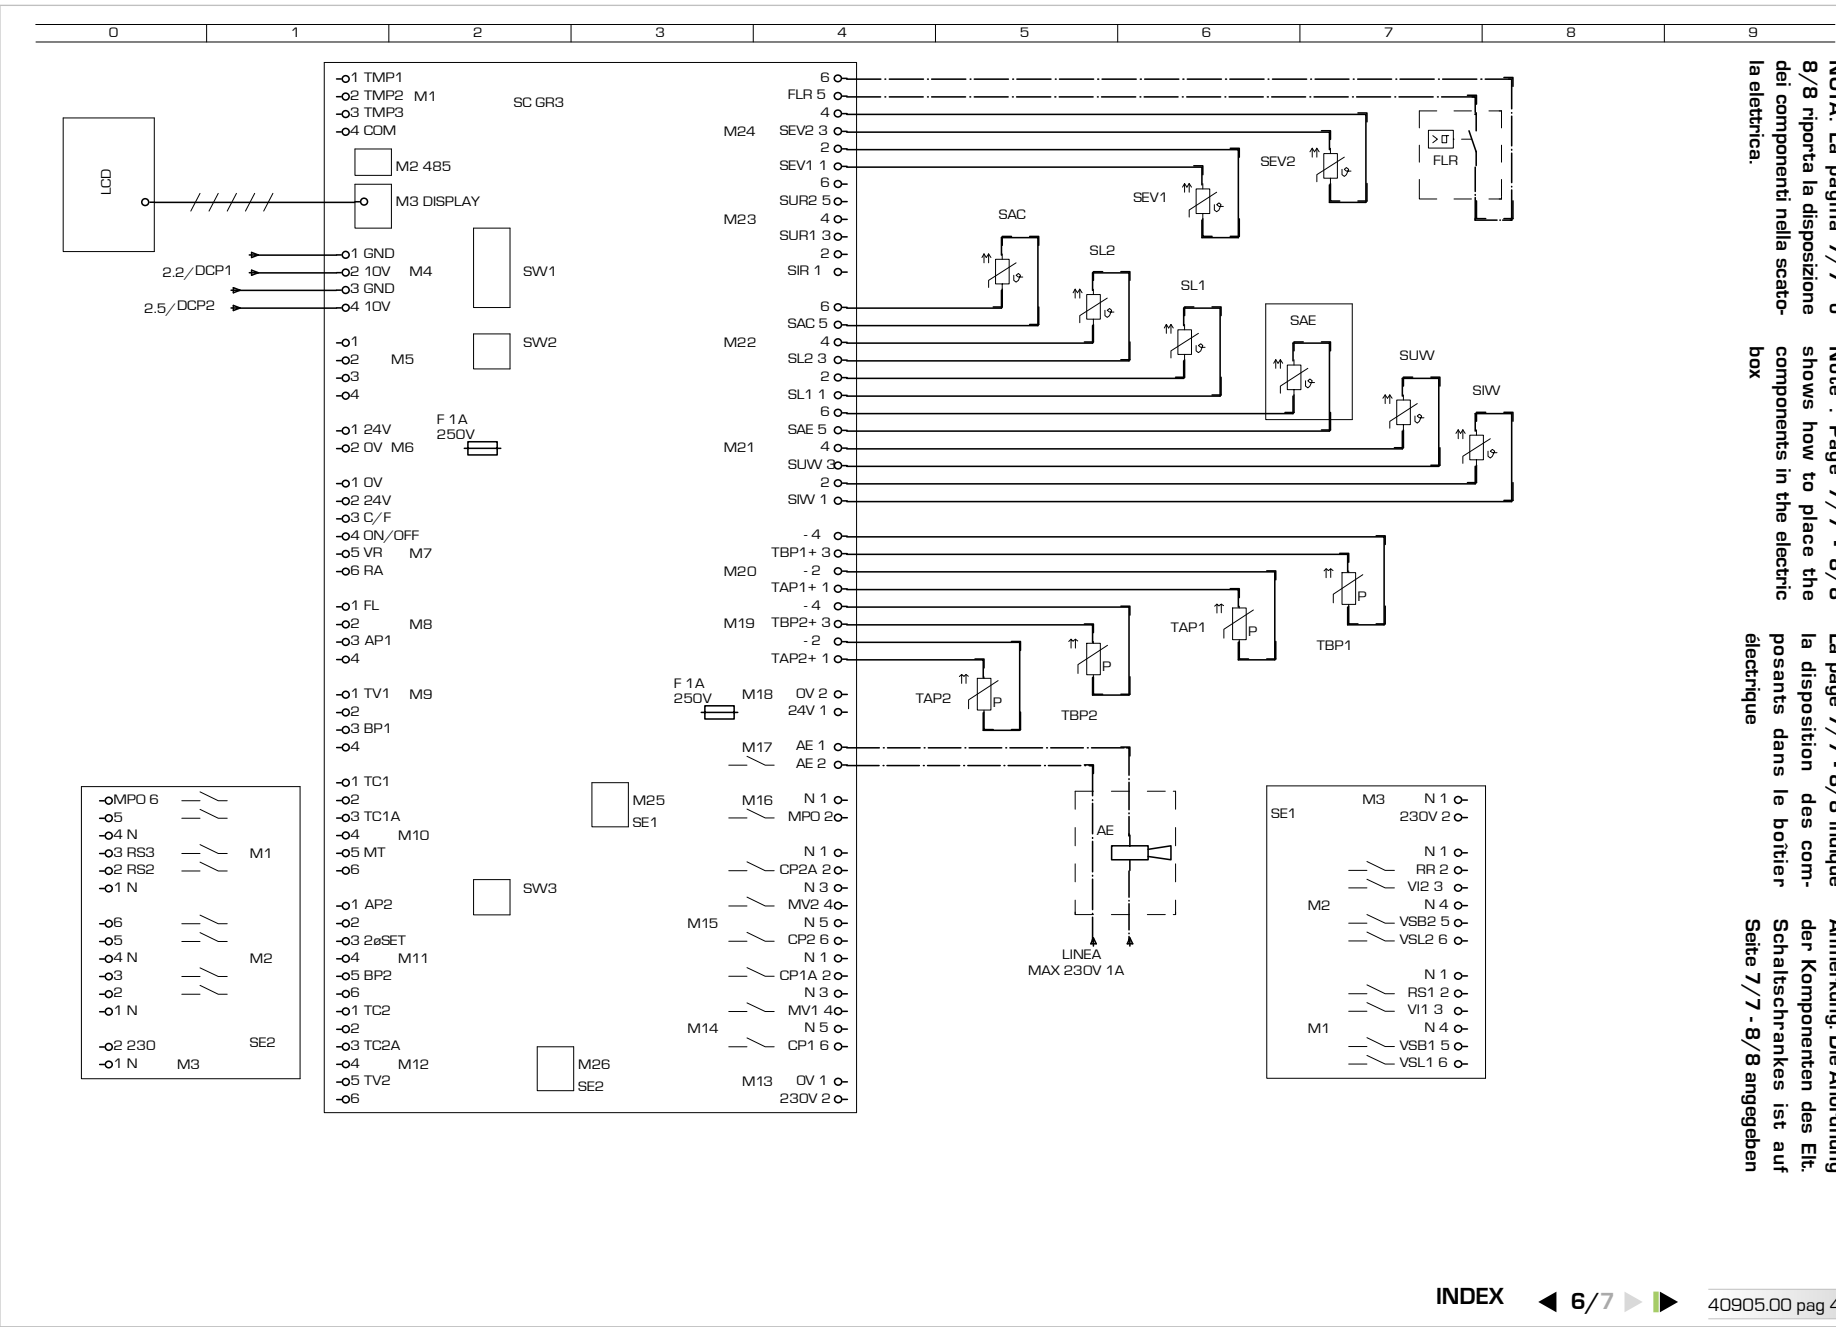 0 1 2 3 4 5 6 7 8 9
LCD
2.2/DCP1
2.5/DCP2
SC GR3
1 TMP1
2 TMP2 M1
3 TMP3
4 COM
M2 485
M3 DISPLAY
1 GND
2 10V M4
3 GND
4 10V
SW1
1
2 M5
3
4
SW2
1 24V
2 0V M6
F 1A
250V
1 0V
2 24V
3 C/F
4 ON/OFF
5 VR M7
6 RA
1 FL
2 M8
3 AP1
4
1 TV1 M9
2
3 BP1
4
1 TC1
2
3 TC1A
4 M10
5 MT
6
1 AP2
2
3 2øSET
4 M11
5 BP2
6
1 TC2
2
3 TC2A
4 M12
5 TV2
6
SW3
M25
SE1
M26
SE2
F 1A
250V
6
FLR 5
4
M24 SEV2 3
2
SEV1 1
6
SUR2 5
M23 4
SUR1 3
2
SIR 1
6
SAC 5
M22 4
SL2 3
2
SL1 1
6
SAE 5
M21 4
SUW 3
2
SIW 1
- 4
TBP1+ 3
M20 - 2
TAP1+ 1
- 4
M19 TBP2+ 3
- 2
TAP2+ 1
M18 0V 2
24V 1
M17 AE 1
AE 2
M16 N 1
MPO 2
N 1
CP2A 2
N 3
MV2 4
M15 N 5
CP2 6
N 1
CP1A 2
N 3
MV1 4
M14 N 5
CP1 6
M13 0V 1
230V 2
SAC
SL2
SL1
SEV1
SEV2
FLR
SAE
SUW
SIW
TAP2
P
TBP2
P
TAP1
P
TBP1
P
AE
LINEA
MAX 230V 1A
MPO 6
5
4 N
3 RS3 M1
2 RS2
1 N
6
5
4 N M2
3
2
1 N
SE2
2 230
1 N M3
SE1
M3 N 1
230V 2
N 1
RR 2
VI2 3
M2 N 4
VSB2 5
VSL2 6
N 1
RS1 2
VI1 3
M1 N 4
VSB1 5
VSL1 6
8/8 riporta la disposizione
dei componenti nella scato-
la elettrica.
shows how to place the
components in the electric
box
la disposition des com-
posants dans le boîtier
électrique
der Komponenten des Elt.
Schaltschrankes ist auf
Seite 7/7 - 8/8 angegeben
INDEX 6/7
40905.00 pag 4